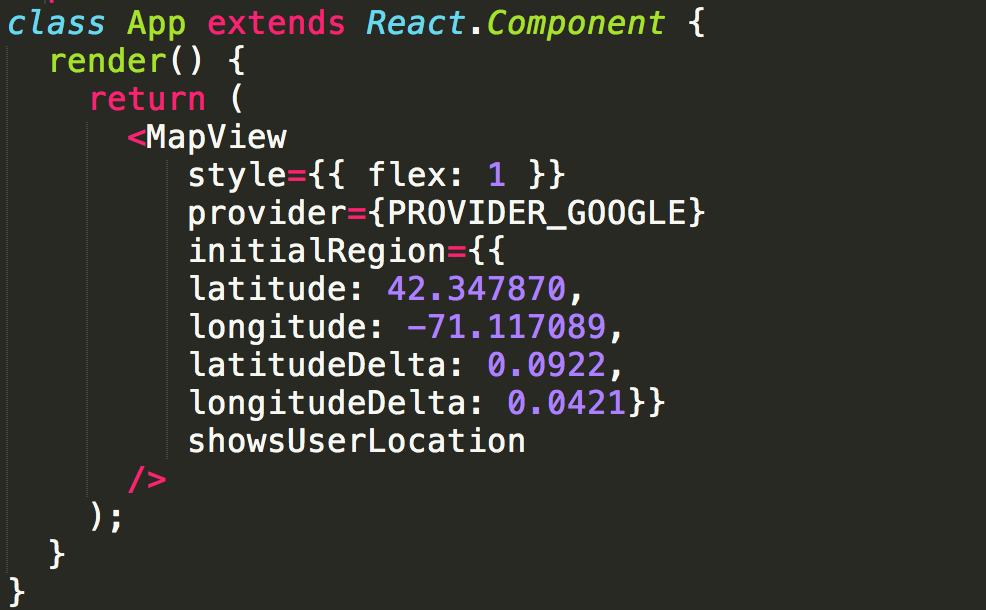 class App extends React.Component {
render() {
return (
<MapView
style={{ flex: 1 }}
provider={PROVIDER_GOOGLE}
initialRegion={{
latitude: 42.347870,
longitude: -71.117089,
latitudeDelta: 0.0922,
longitudeDelta: 0.0421}}
showsUserLocation
/>
);
}
}